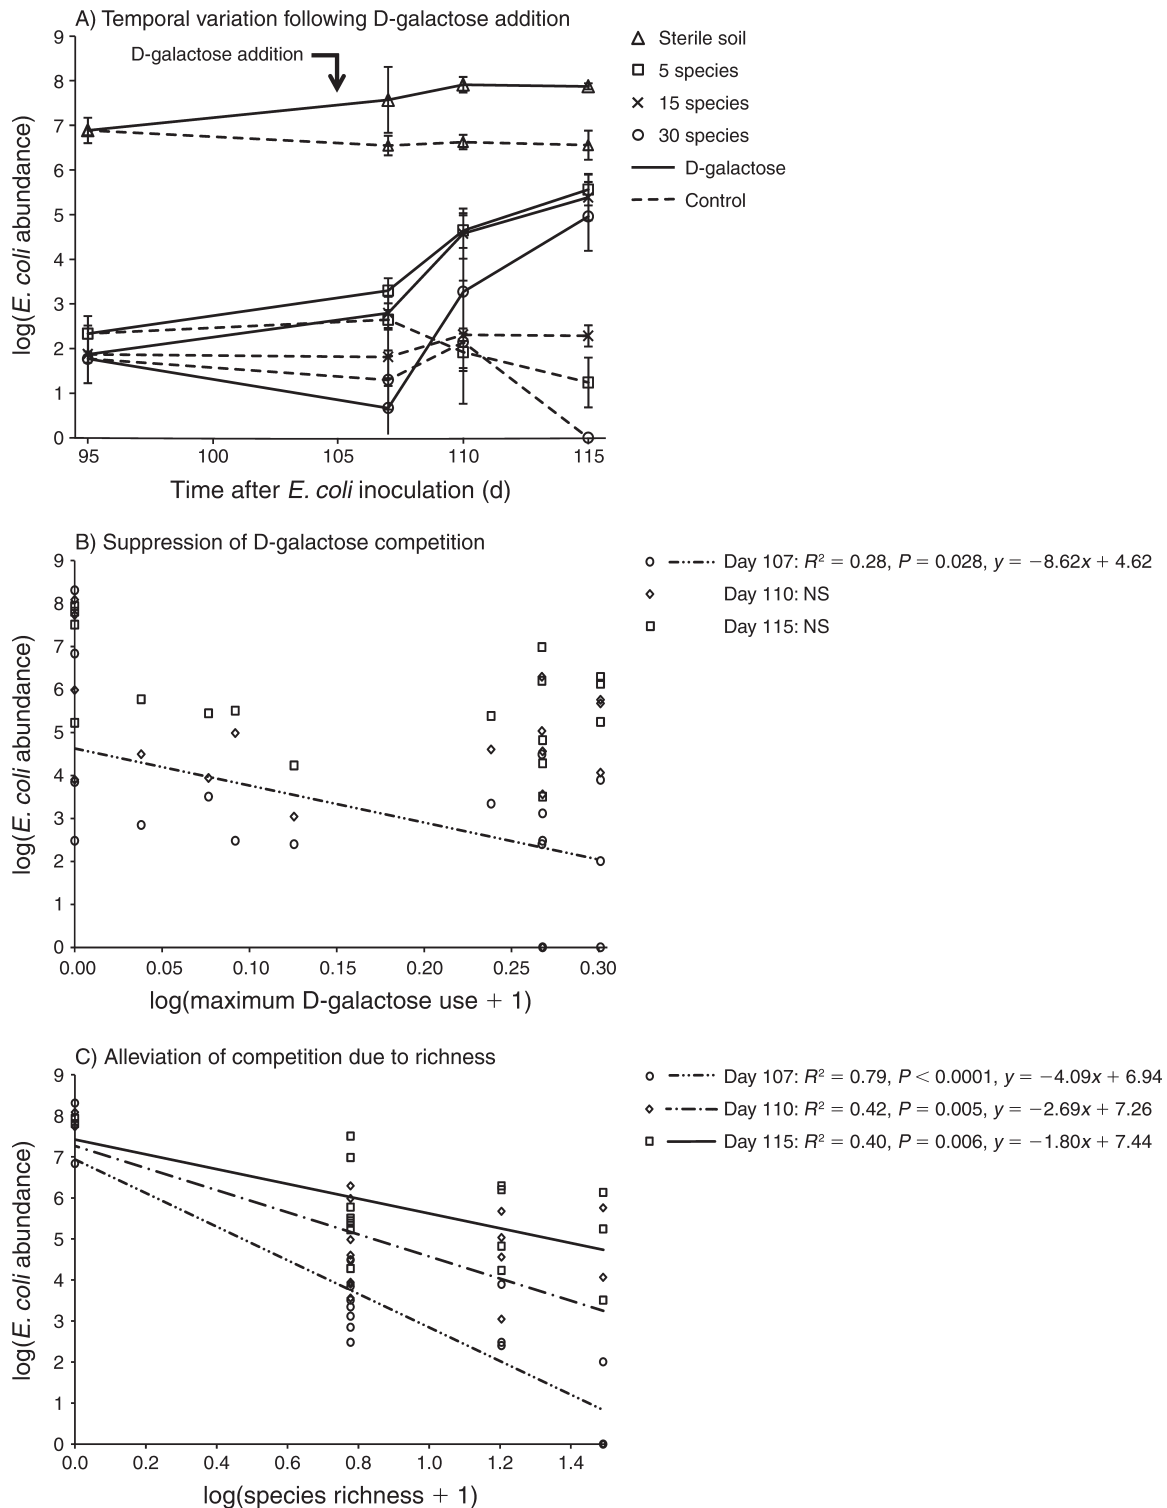 A) Temporal variation following D-galactose addition
9
8
7
6
5
4
3
2
1
0
log(E. coli abundance)
D-galactose addition
95
100
105
110
115
Time after E. coli inoculation (d)
Sterile soil
5 species
15 species
30 species
D-galactose
Control
B) Suppression of D-galactose competition
9
8
7
6
5
4
3
2
1
0
log(E. coli abundance)
0.00
0.05
0.10
0.15
0.20
0.25
0.30
log(maximum D-galactose use + 1)
Day 107: R² = 0.28, P = 0.028, y = −8.62x + 4.62
Day 110: NS
Day 115: NS
C) Alleviation of competition due to richness
9
8
7
6
5
4
3
2
1
0
log(E. coli abundance)
0.0
0.2
0.4
0.6
0.8
1.0
1.2
1.4
log(species richness + 1)
Day 107: R² = 0.79, P < 0.0001, y = −4.09x + 6.94
Day 110: R² = 0.42, P = 0.005, y = −2.69x + 7.26
Day 115: R² = 0.40, P = 0.006, y = −1.80x + 7.44